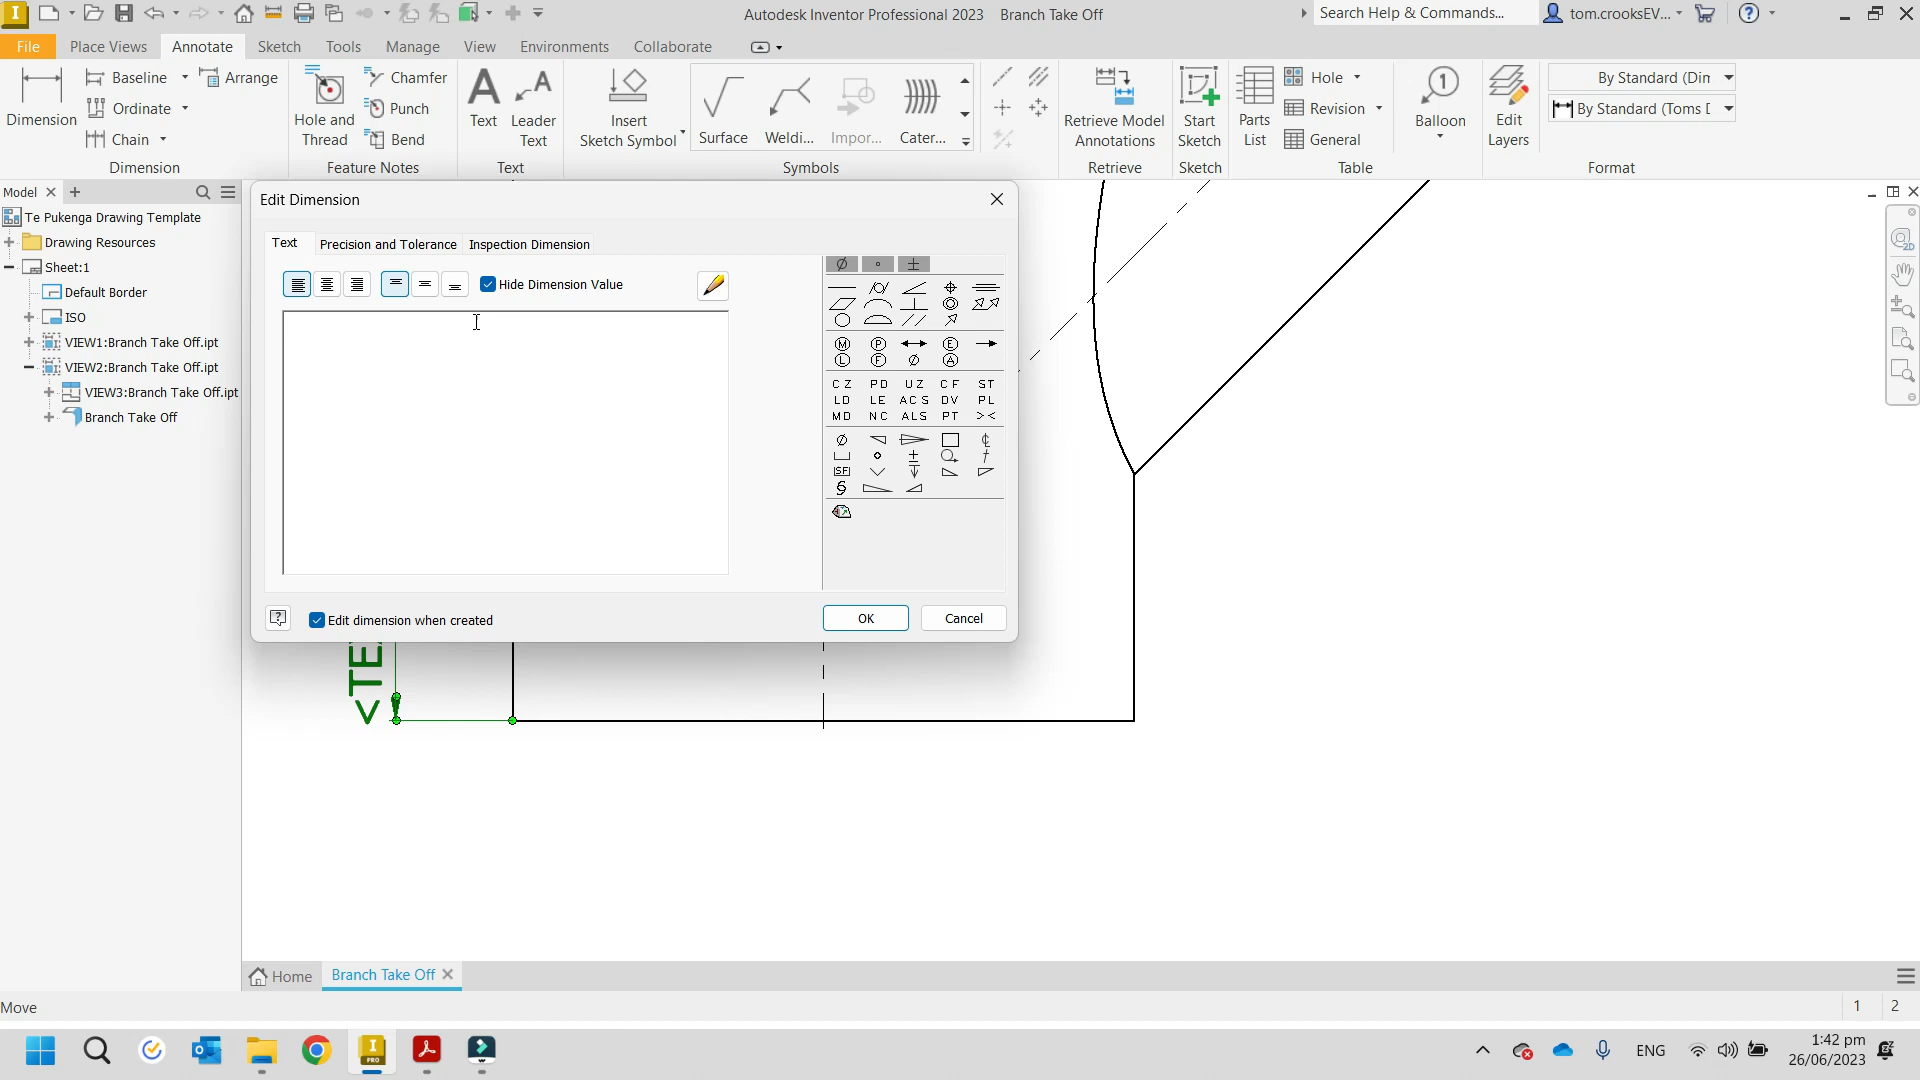 Autodesk Inventor Professional 2023 Branch Take Off
Search Help & Commands...
tom.crooksEV...
File
Place Views
Annotate
Sketch
Tools
Manage
View
Environments
Collaborate
Dimension
Baseline
Ordinate
Chain
Arrange
Dimension
Hole and
Thread
Chamfer
Punch
Bend
Feature Notes
Text
Leader
Text
Text
Insert
Sketch Symbol
Surface
Weldi...
Impor...
Cater...
Symbols
Retrieve Model
Annotations
Retrieve
Start
Sketch
Sketch
Parts
List
Hole
Revision
General
Table
Balloon
Edit
Layers
By Standard (Din
By Standard (Toms D
Format
Model
Te Pukenga Drawing Template
Drawing Resources
Sheet:1
Default Border
ISO
VIEW1:Branch Take Off.ipt
VIEW2:Branch Take Off.ipt
VIEW3:Branch Take Off.ipt
Branch Take Off
Edit Dimension
Text
Precision and Tolerance
Inspection Dimension
Hide Dimension Value
CZ PD UZ CF ST
LD LE ACS DV PL
MD NC ALS PT ><
Edit dimension when created
OK
Cancel
<TE
Home
Branch Take Off
Move
1 2
ENG
1:42 pm
26/06/2023